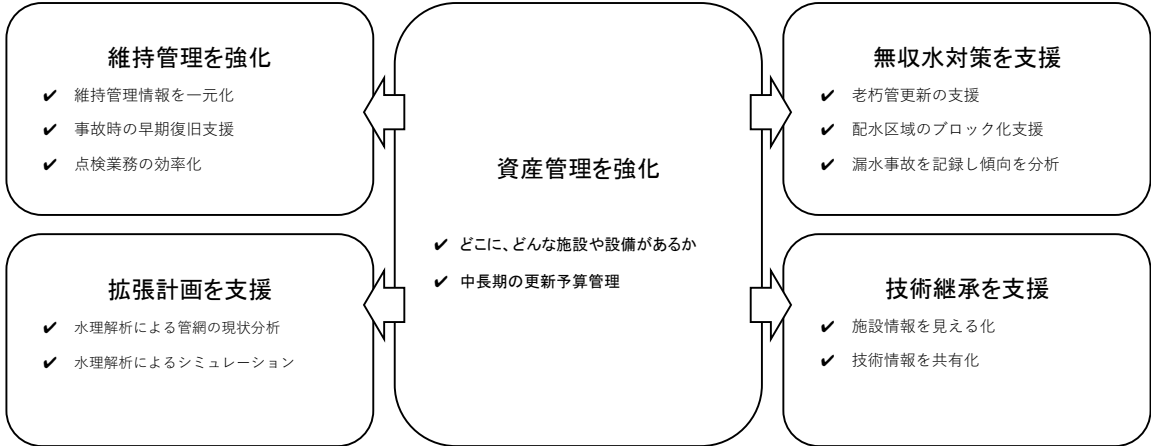 維持管理を強化
✔ 維持管理情報を一元化
✔ 事故時の早期復旧支援
✔ 点検業務の効率化
拡張計画を支援
✔ 水理解析による管網の現状分析
✔ 水理解析によるシミュレーション
資産管理を強化
✔ どこに、どんな施設や設備があるか
✔ 中長期の更新予算管理
無収水対策を支援
✔ 老朽管更新の支援
✔ 配水区域のブロック化支援
✔ 漏水事故を記録し傾向を分析
技術継承を支援
✔ 施設情報を見える化
✔ 技術情報を共有化